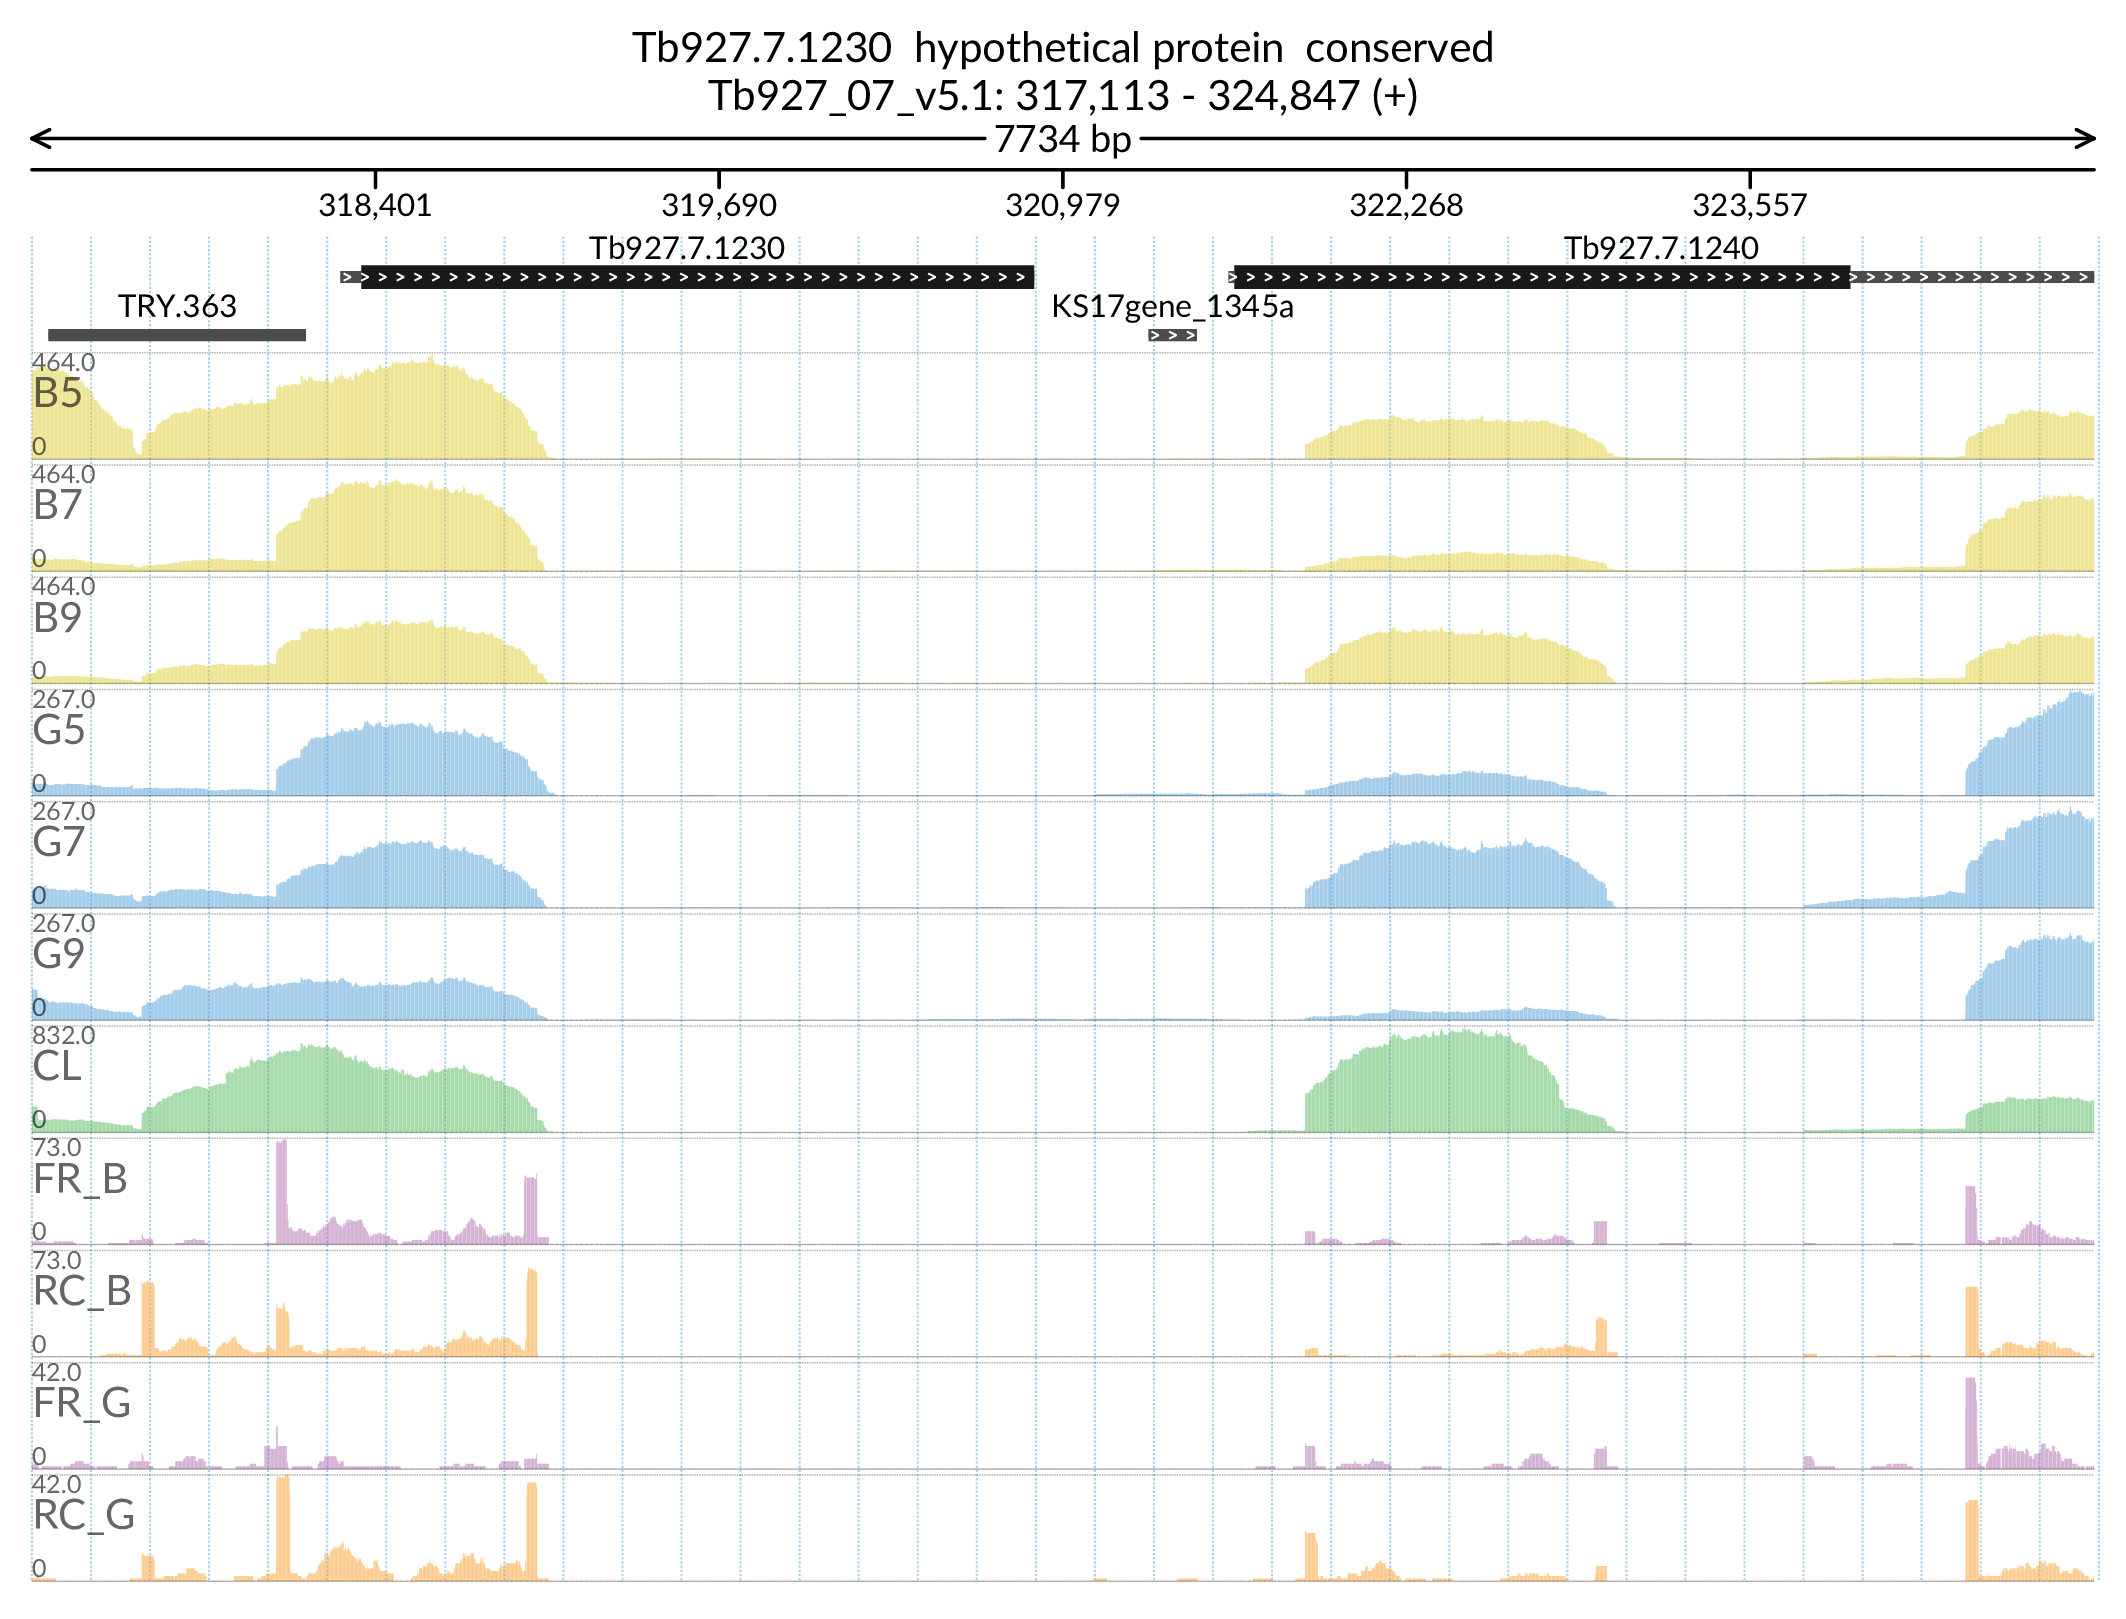 Tb927.7.1230  hypothetical protein  conserved
Tb927_07_v5.1: 317,113 - 324,847 (+)
7734 bp
318,401 319,690 320,979 322,268 323,557
Tb927.7.1230 Tb927.7.1240
TRY.363 KS17gene_1345a
464.0
B5
0
464.0
B7
0
464.0
B9
0
267.0
G5
0
267.0
G7
0
267.0
G9
0
832.0
CL
0
73.0
FR_B
0
73.0
RC_B
0
42.0
FR_G
0
42.0
RC_G
0